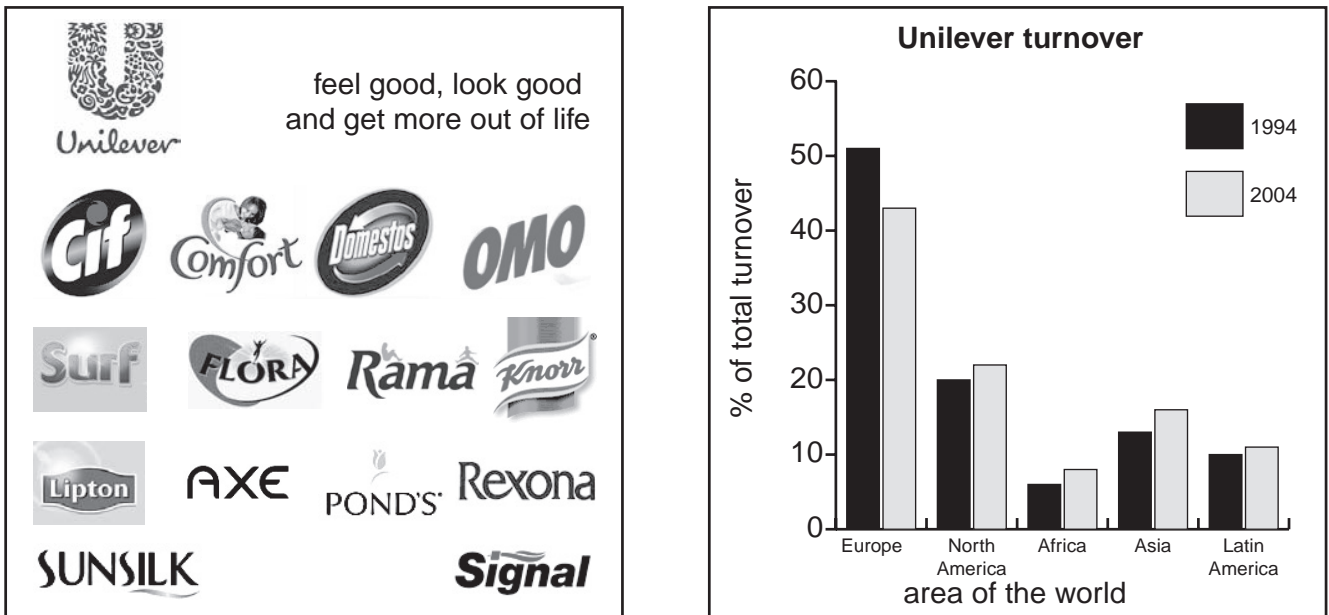 Unilever
feel good, look good
and get more out of life
Cif
Comfort
Domestos
OMO
Surf
FLORA
Rama
Knorr
Lipton
AXE
POND'S
Rexona
SUNSILK
Signal
Unilever turnover
60
50
40
30
20
10
0
% of total turnover
1994
2004
Europe
North
America
Africa
Asia
Latin
America
area of the world